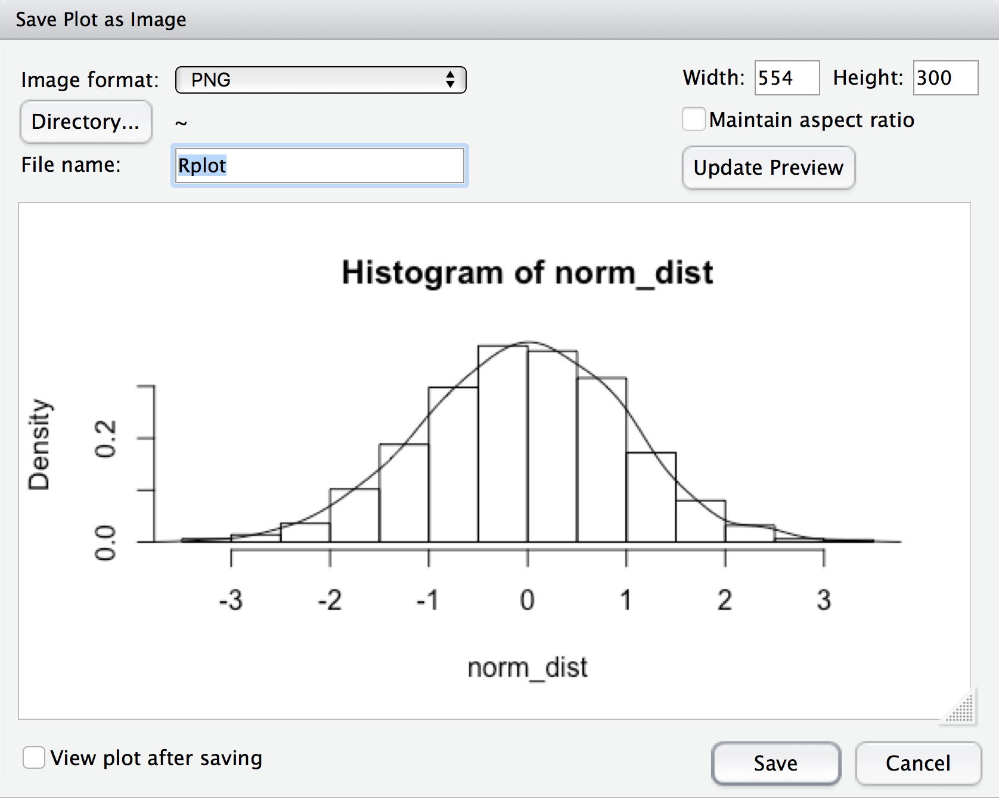 Save Plot as Image
Image format: PNG
Width: 554 Height: 300
Directory... ~
Maintain aspect ratio
File name: Rplot
Update Preview
Histogram of norm_dist
Density
0.2
0.0
-3 -2 -1 0 1 2 3
norm_dist
View plot after saving
Save Cancel